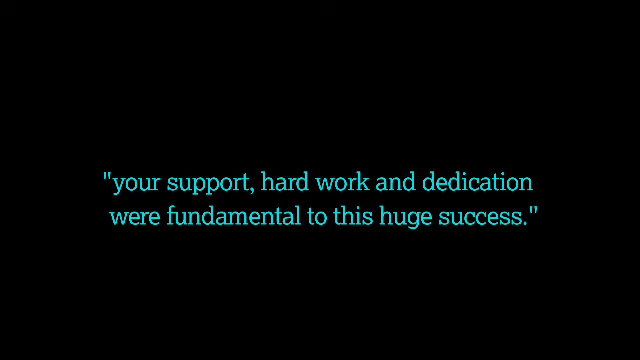 "your support, hard work and dedication
were fundamental to this huge success."